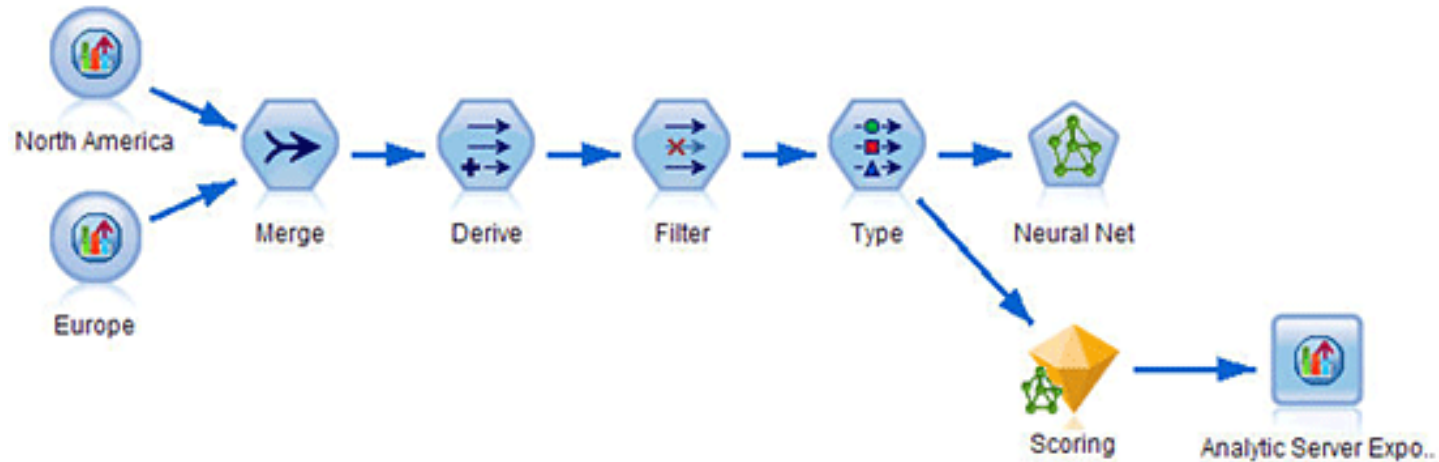 North America
Europe
Merge
Derive
Filter
Type
Neural Net
Scoring
Analytic Server Expo..